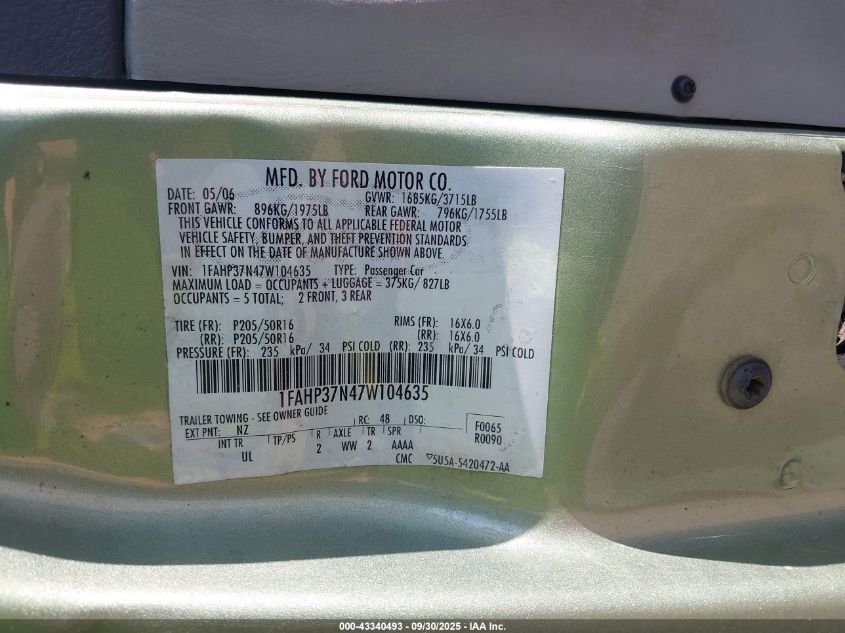 MFD. BY FORD MOTOR CO.
DATE: 05/06 GVWR: 1685KG/3715LB
FRONT GAWR: 896KG/1975LB REAR GAWR: 796KG/1755LB
THIS VEHICLE CONFORMS TO ALL APPLICABLE FEDERAL MOTOR
VEHICLE SAFETY, BUMPER, AND THEFT PREVENTION STANDARDS
IN EFFECT ON THE DATE OF MANUFACTURE SHOWN ABOVE.
VIN: 1FAHP37N47W104635 TYPE: Passenger Car
MAXIMUM LOAD = OCCUPANTS + LUGGAGE = 375KG/ 827LB
OCCUPANTS = 5 TOTAL; 2 FRONT, 3 REAR
TIRE (FR): P205/50R16 RIMS (FR): 16X6.0
(RR): P205/50R16 (RR): 16X6.0
PRESSURE (FR): 235 kPa/ 34 PSI COLD (RR): 235 kPa/ 34 PSI COLD
1FAHP37N47W104635
TRAILER TOWING - SEE OWNER GUIDE
EXT PNT: NZ RC: 48 DSO: F0065
INT TR TP/PS R AXLE TR SPR R0090
UL 2 WW 2 AAAA
CMC 5U5A-5420472-AA
000-43340493 - 09/30/2025 - IAA Inc.